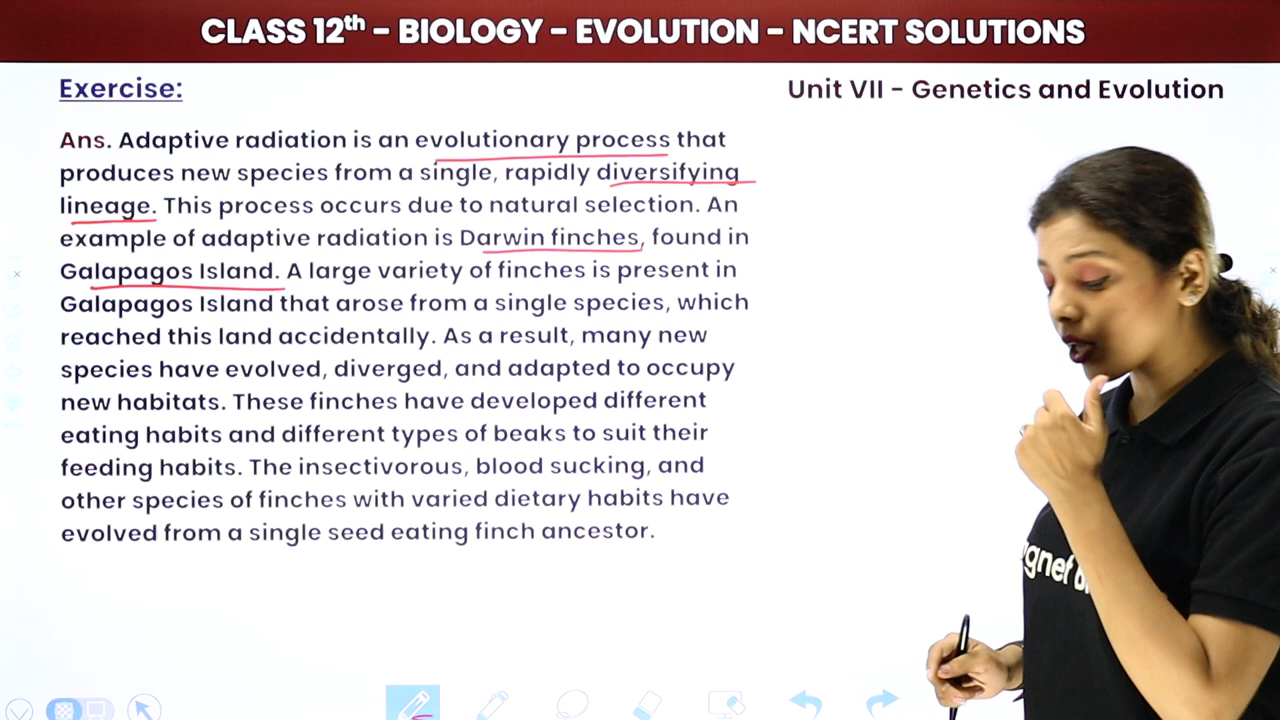 CLASS 12th – BIOLOGY – EVOLUTION – NCERT SOLUTIONS
Exercise:
Unit VII – Genetics and Evolution
Ans. Adaptive radiation is an evolutionary process that
produces new species from a single, rapidly diversifying
lineage. This process occurs due to natural selection. An
example of adaptive radiation is Darwin finches, found in
Galapagos Island. A large variety of finches is present in
Galapagos Island that arose from a single species, which
reached this land accidentally. As a result, many new
species have evolved, diverged, and adapted to occupy
new habitats. These finches have developed different
eating habits and different types of beaks to suit their
feeding habits. The insectivorous, blood sucking, and
other species of finches with varied dietary habits have
evolved from a single seed eating finch ancestor.